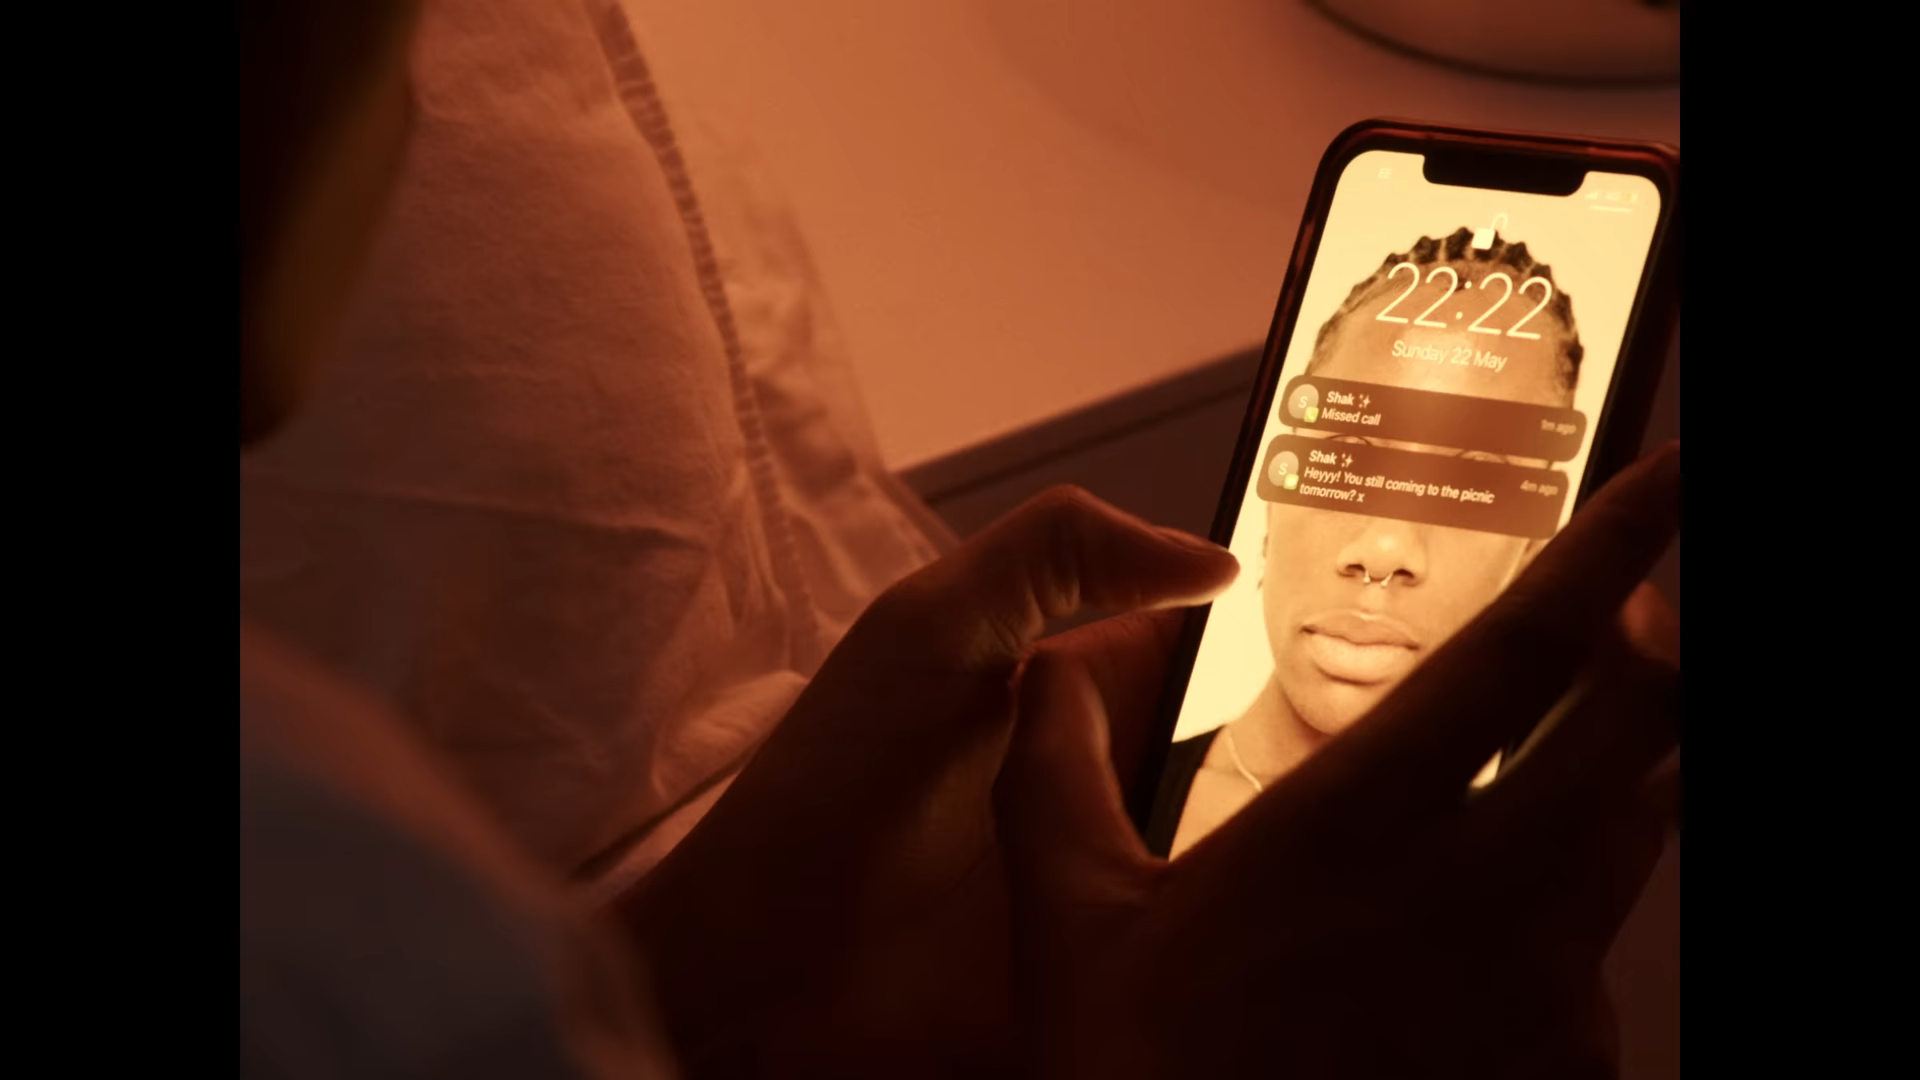 22:22
Sunday 22 May
Shak ✨
Missed call
1m ago
Shak ✨
Heyyy! You still coming to the picnic
tomorrow? x
4m ago
S
S